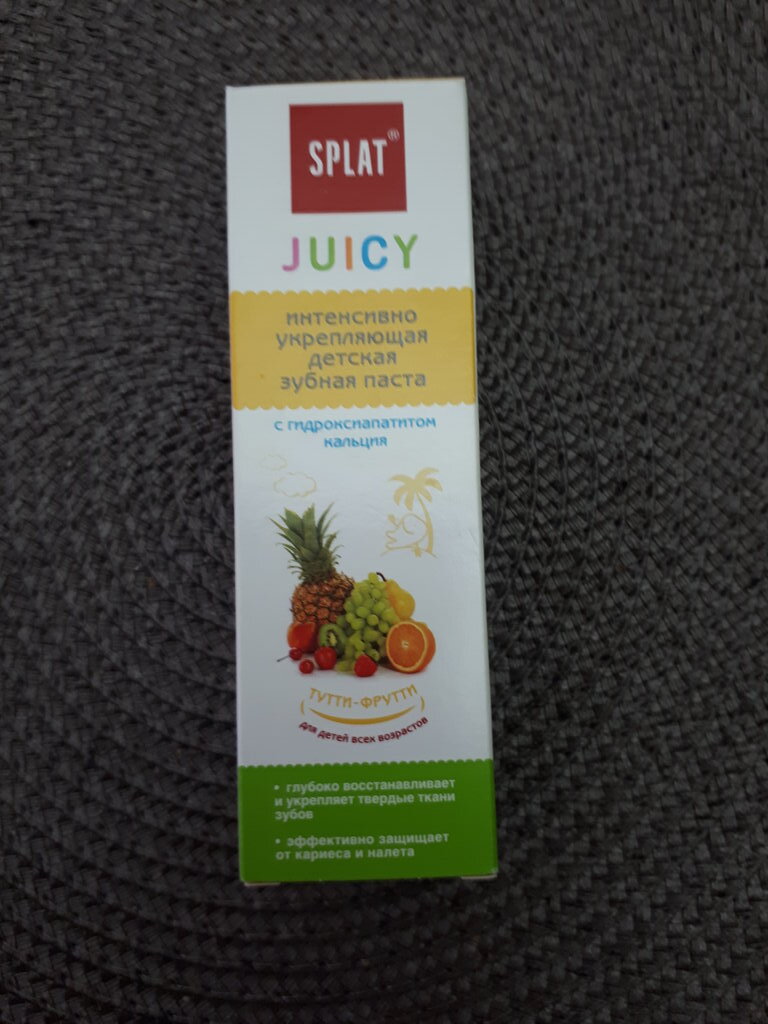 SPLAT®
JUICY
интенсивно
укрепляющая
детская
зубная паста
с гидроксиапатитом
кальция
ТУТТИ-ФРУТТИ
для детей всех возрастов
• глубоко восстанавливает
и укрепляет твердые ткани
зубов
• эффективно защищает
от кариеса и налета